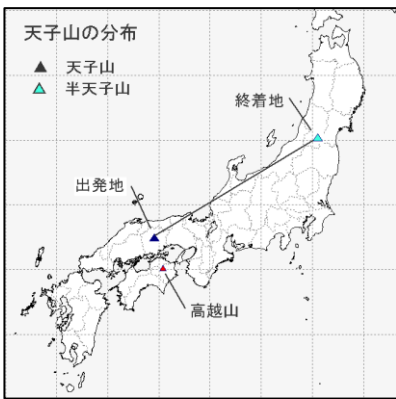 天子山の分布
天子山
半天子山
終着地
出発地
高越山